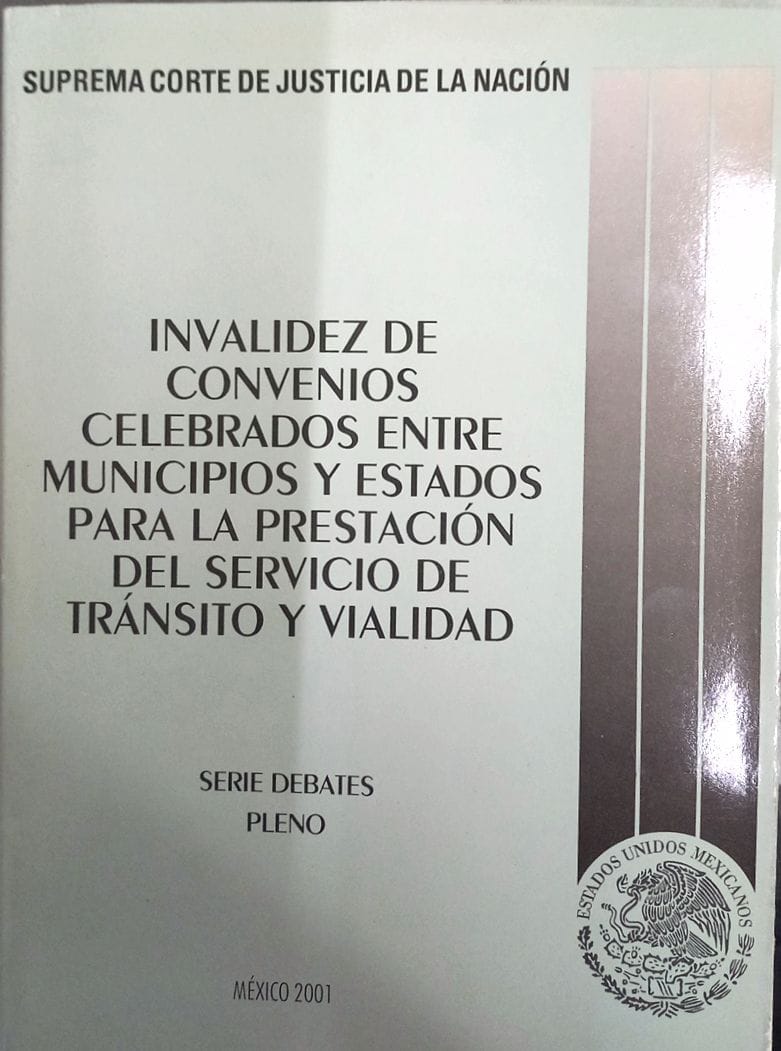 SUPREMA CORTE DE JUSTICIA DE LA NACIÓN
INVALIDEZ DE
CONVENIOS
CELEBRADOS ENTRE
MUNICIPIOS Y ESTADOS
PARA LA PRESTACIÓN
DEL SERVICIO DE
TRÁNSITO Y VIALIDAD
SERIE DEBATES
PLENO
ESTADOS UNIDOS MEXICANOS
MÉXICO 2001